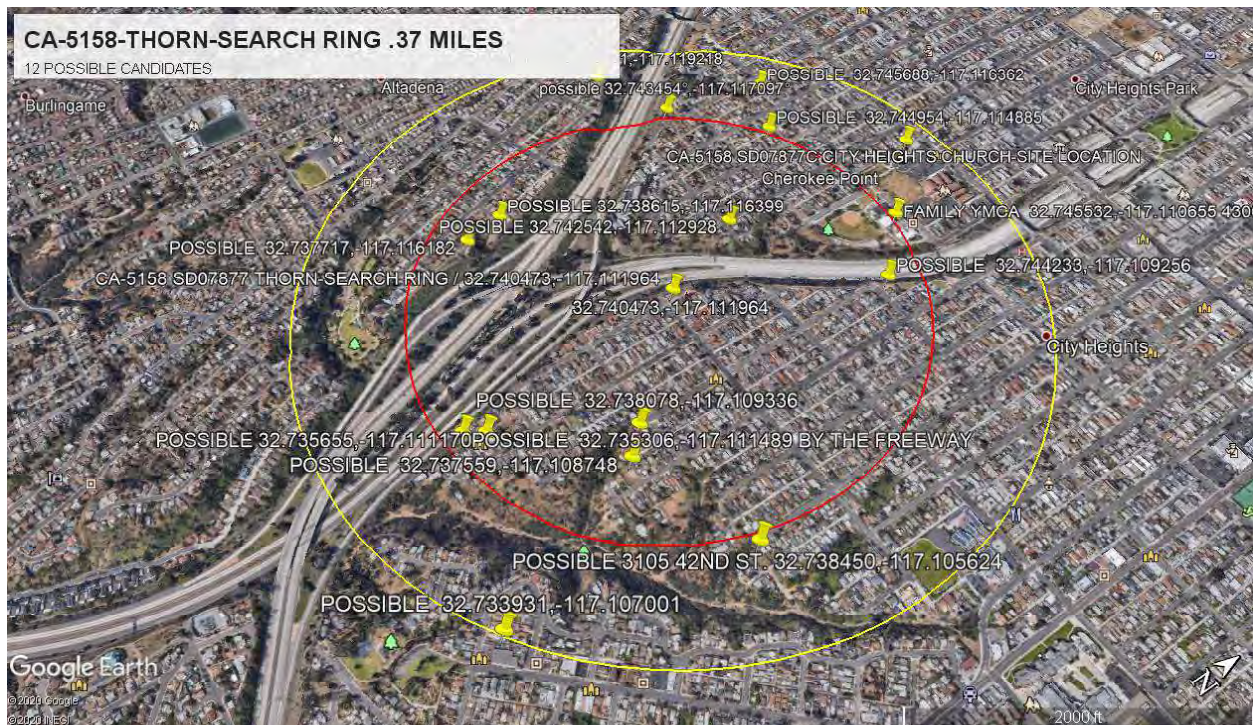 CA-5158-THORN-SEARCH RING .37 MILES
12 POSSIBLE CANDIDATES
-117.119218
POSSIBLE 32.745688,-117.116362
possible 32.743454°,-117.117097°
Altadena
City Heights Park
Burlingame
POSSIBLE 32.744954,-117.114885
CA-5158 SD07877C-CITY HEIGHTS CHURCH-SITE LOCATION
Cherokee Point
POSSIBLE 32.738615,-117.116399
FAMILY YMCA 32.745532,-117.110655 430
POSSIBLE 32.742542,-117.112928
POSSIBLE 32.737717,-117.116182
POSSIBLE 32.744233,-117.109256
CA-5158 SD07877 THORN-SEARCH RING / 32.740473,-117.111964
32.740473,-117.111964
City Heights
POSSIBLE 32.738078,-117.109336
POSSIBLE 32.735655,-117.111170 POSSIBLE 32.735306,-117.111489 BY THE FREEWAY
POSSIBLE 32.737559,-117.108748
POSSIBLE 3105 42ND ST. 32.738450,-117.105624
POSSIBLE 32.733931,-117.107001
Google Earth
©2020 Google
©2020 INEGI
2000 ft
N